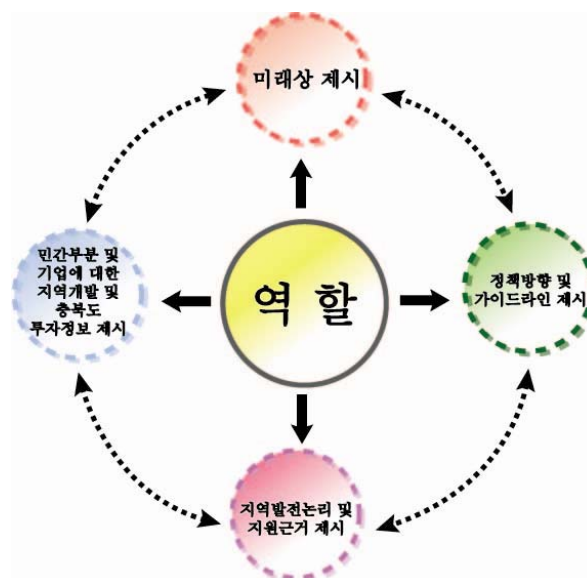 미래상 제시
민간부분 및
기업에 대한
지역개발 및
충북도
투자정보 제시
역 할
정책방향 및
가이드라인 제시
지역발전논리 및
지원근거 제시